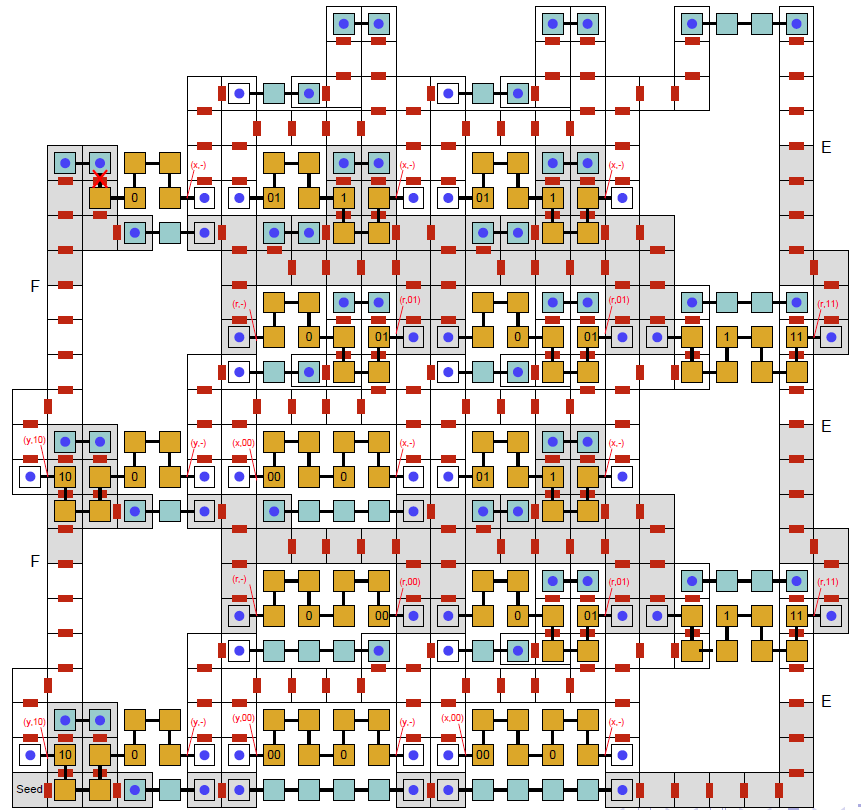 E
(x,-) (x,-) (x,-)
0 01 1 01 1
F
(r,-) (r,01) (r,01) (r,11)
0 01 0 01 1 11
E
(y,10) (y,-) (x,00) (x,-) (x,-)
10 0 00 0 01 1
F
(r,-) (r,00) (r,01) (r,11)
0 00 0 01 1 11
E
(y,10) (y,-) (y,00) (y,-) (x,00) (x,-)
10 0 00 0 00 0
Seed